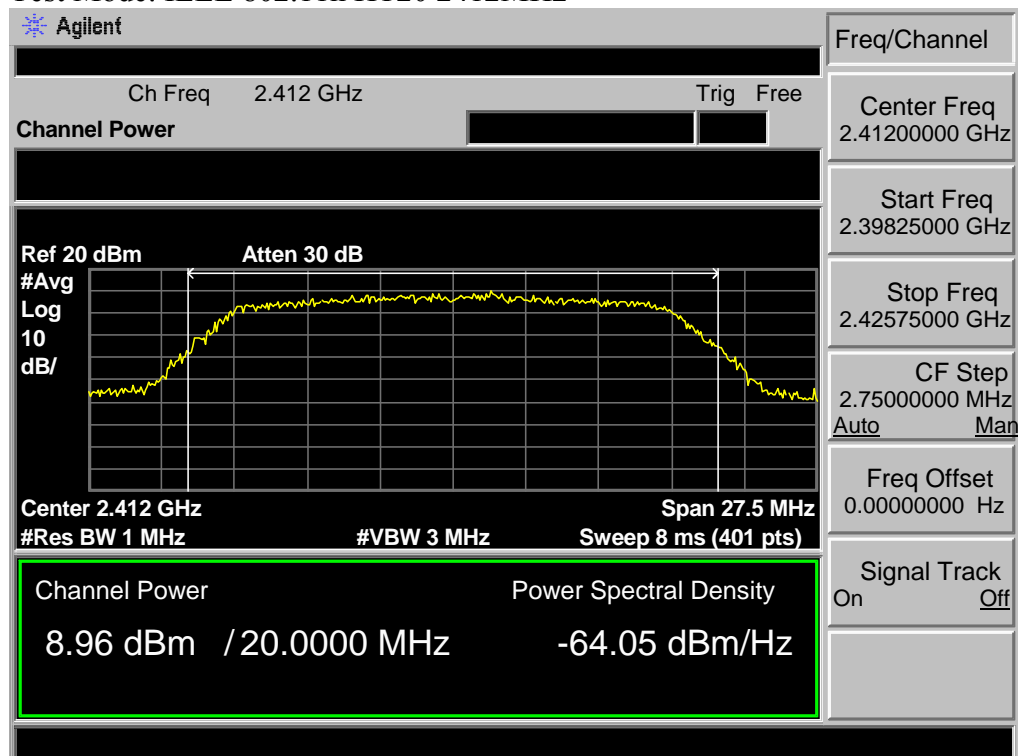 Agilent
Freq/Channel
Ch Freq 2.412 GHz Trig Free
Channel Power
Center Freq
2.41200000 GHz
Start Freq
2.39825000 GHz
Stop Freq
2.42575000 GHz
CF Step
2.75000000 MHz
Auto Man
Freq Offset
0.00000000 Hz
Signal Track
On Off
Ref 20 dBm Atten 30 dB
#Avg
Log
10
dB/
Center 2.412 GHz Span 27.5 MHz
#Res BW 1 MHz #VBW 3 MHz Sweep 8 ms (401 pts)
Channel Power Power Spectral Density
8.96 dBm / 20.0000 MHz -64.05 dBm/Hz